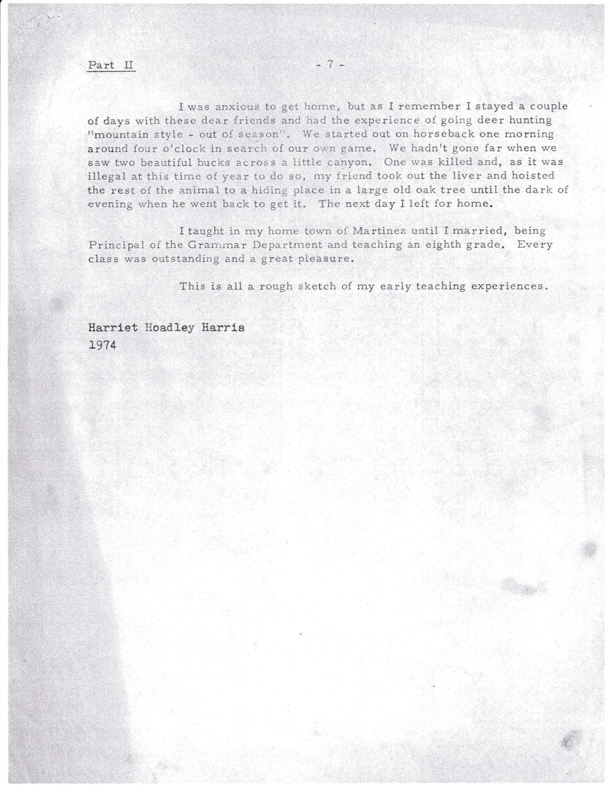 Part II - 7 -
I was anxious to get home, but as I remember I stayed a couple
of days with these dear friends and had the experience of going deer hunting
"mountain style - out of season". We started out on horseback one morning
around four o'clock in search of our own game. We hadn't gone far when we
saw two beautiful bucks across a little canyon. One was killed and, as it was
illegal at this time of year to do so, my friend took out the liver and hoisted
the rest of the animal to a hiding place in a large old oak tree until the dark of
evening when he went back to get it. The next day I left for home.
I taught in my home town of Martinez until I married, being
Principal of the Grammar Department and teaching an eighth grade. Every
class was outstanding and a great pleasure.
This is all a rough sketch of my early teaching experiences.
Harriet Hoadley Harris
1974